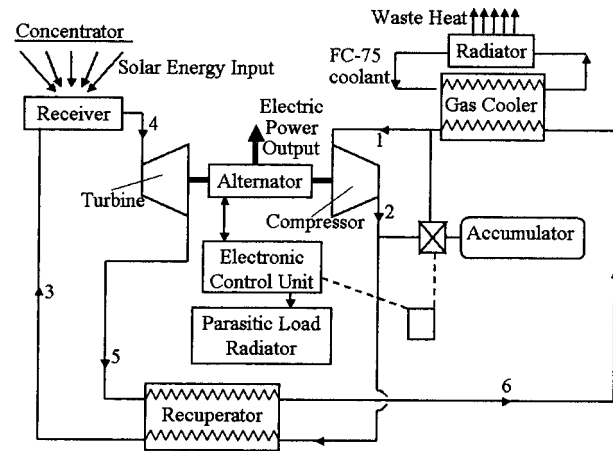 Concentrator
Solar Energy Input
Receiver
4
Turbine
Electric
Power
Output
Alternator
Compressor
Waste Heat
Radiator
FC-75
coolant
Gas Cooler
1
2
Accumulator
Electronic
Control Unit
Parasitic Load
Radiator
3
5
Recuperator
6